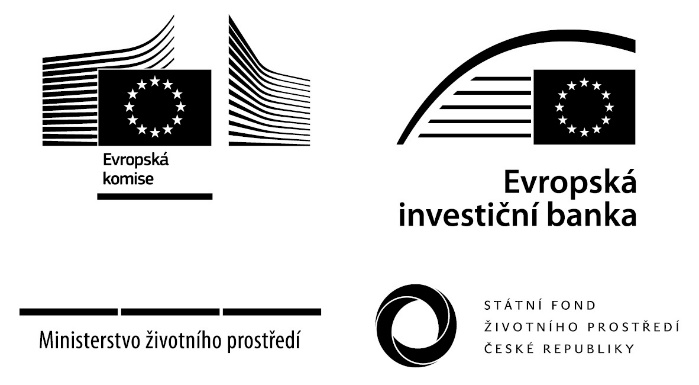 Evropská
komise
Evropská
investiční banka
Ministerstvo životního prostředí
STÁTNÍ FOND
ŽIVOTNÍHO PROSTŘEDÍ
ČESKÉ REPUBLIKY